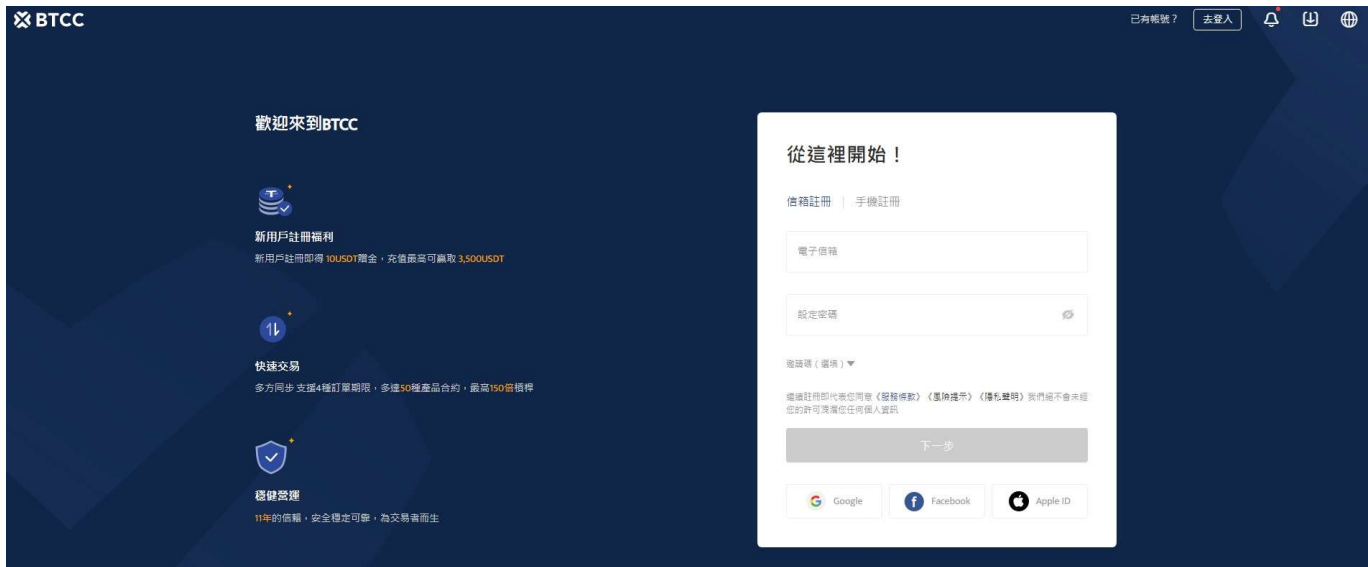 BTCC
已有帳號？
去登入
歡迎來到BTCC
新用戶註冊福利
新用戶註冊即得 10USDT贈金，充值最高可贏取 3,500USDT
快速交易
多方同步 支援4種訂單期限，多達50種產品合約，最高150倍槓桿
穩健營運
11年的信賴，安全穩定可靠，為交易者而生
從這裡開始！
信箱註冊
手機註冊
電子信箱
設定密碼
邀請碼（選填）
繼續註冊即代表您同意《服務條款》《風險提示》《隱私聲明》我們絕不會未經
您的許可洩漏您任何個人資訊
下一步
Google
Facebook
Apple ID